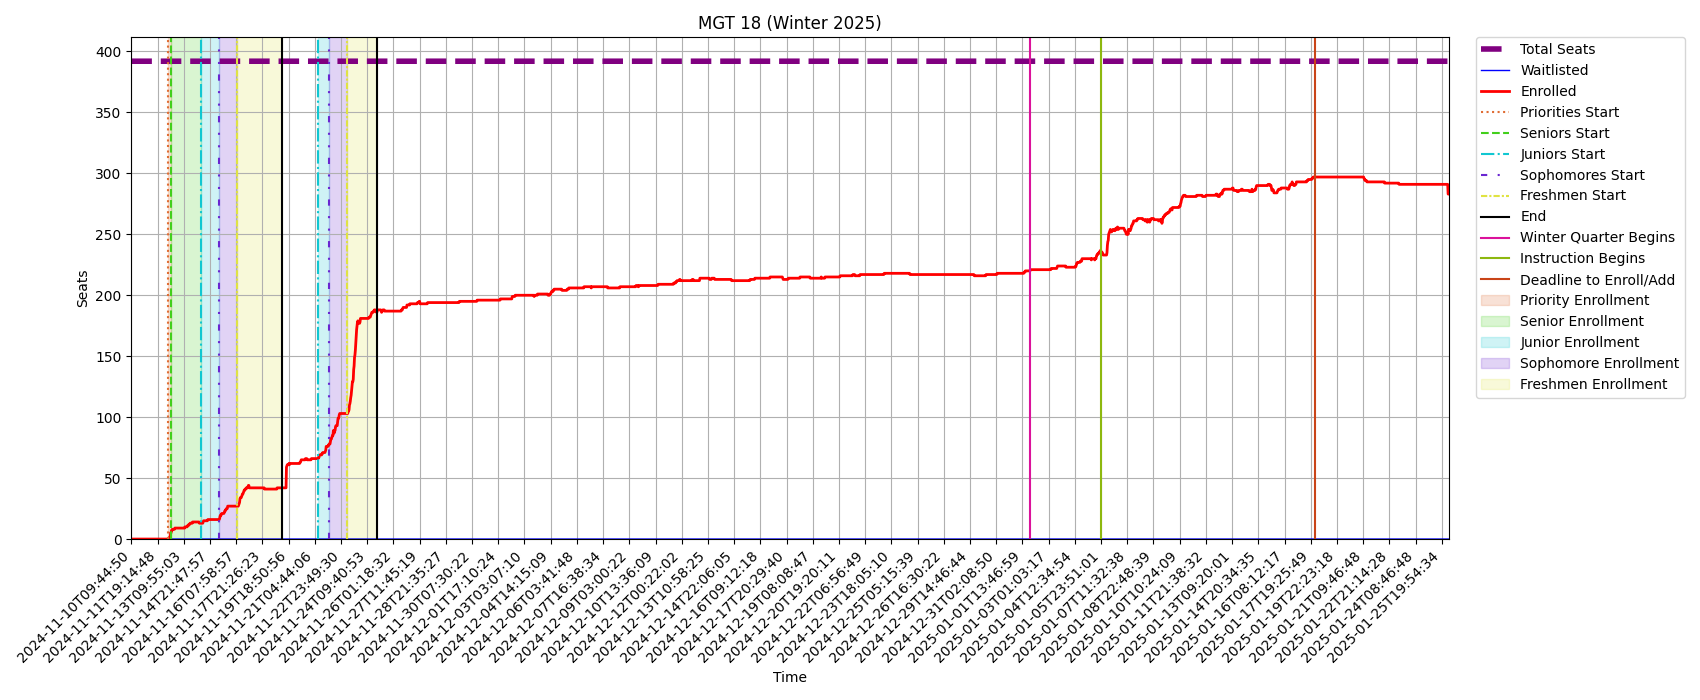 MGT 18 (Winter 2025)
Seats
400
350
300
250
200
150
100
50
0
2024-11-10T09:44:50
2024-11-11T19:14:48
2024-11-13T09:55:03
2024-11-14T21:47:57
2024-11-16T07:58:57
2024-11-17T21:26:23
2024-11-19T18:50:56
2024-11-21T04:44:06
2024-11-22T23:49:30
2024-11-24T09:40:53
2024-11-26T01:18:32
2024-11-27T11:45:19
2024-11-28T21:35:27
2024-11-30T07:30:22
2024-12-01T17:10:24
2024-12-03T03:07:10
2024-12-04T14:15:09
2024-12-06T03:41:48
2024-12-07T16:38:34
2024-12-09T03:00:22
2024-12-10T13:36:09
2024-12-12T00:22:02
2024-12-13T10:58:25
2024-12-14T22:06:05
2024-12-16T09:12:18
2024-12-17T20:29:40
2024-12-19T08:08:47
2024-12-20T19:20:11
2024-12-22T06:56:49
2024-12-23T18:05:10
2024-12-25T05:15:39
2024-12-26T16:30:22
2024-12-29T14:46:44
2024-12-31T02:08:50
2025-01-01T13:46:59
2025-01-03T01:03:17
2025-01-04T12:34:54
2025-01-05T23:51:01
2025-01-07T11:32:38
2025-01-08T22:48:39
2025-01-10T10:24:09
2025-01-11T21:38:32
2025-01-13T09:20:01
2025-01-14T20:34:35
2025-01-16T08:12:17
2025-01-17T19:25:49
2025-01-19T22:23:18
2025-01-21T09:46:48
2025-01-22T21:14:28
2025-01-24T08:46:48
2025-01-25T19:54:34
Time
Total Seats
Waitlisted
Enrolled
Priorities Start
Seniors Start
Juniors Start
Sophomores Start
Freshmen Start
End
Winter Quarter Begins
Instruction Begins
Deadline to Enroll/Add
Priority Enrollment
Senior Enrollment
Junior Enrollment
Sophomore Enrollment
Freshmen Enrollment